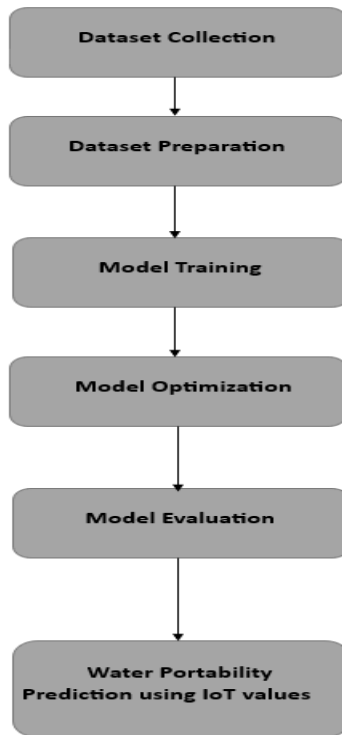 Dataset Collection
Dataset Preparation
Model Training
Model Optimization
Model Evaluation
Water Portability
Prediction using IoT values